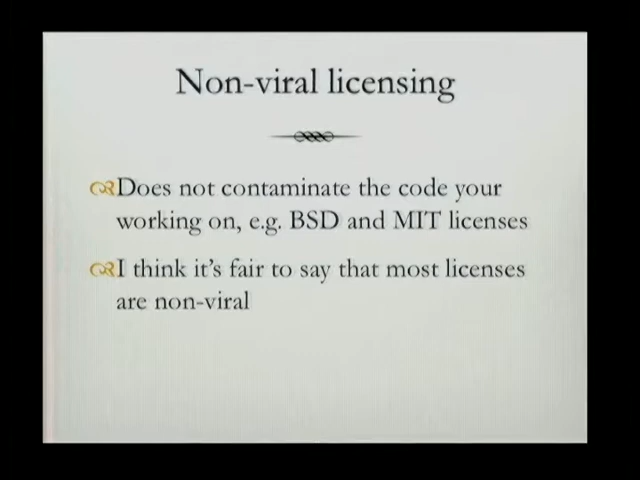 Non-viral licensing
Does not contaminate the code your
working on, e.g. BSD and MIT licenses
I think it's fair to say that most licenses
are non-viral